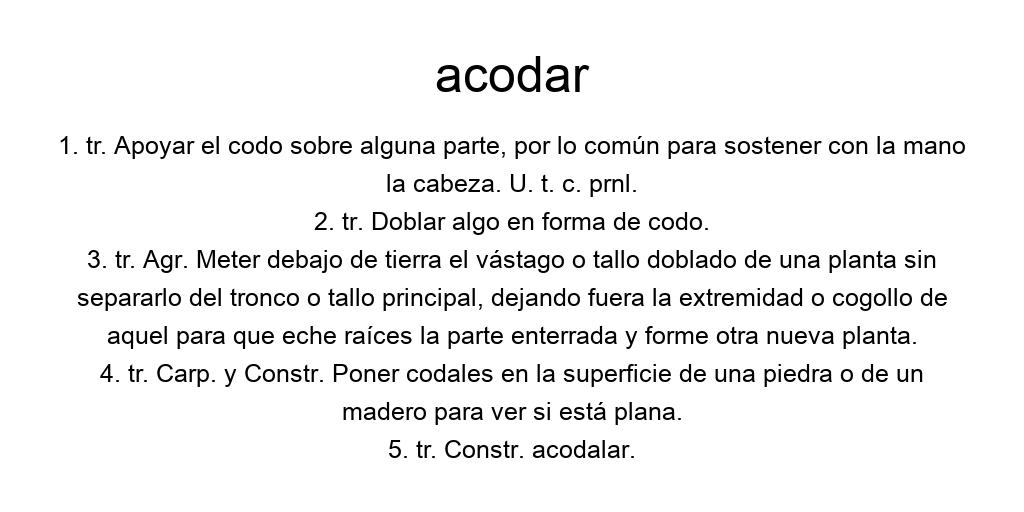 acodar
1. tr. Apoyar el codo sobre alguna parte, por lo común para sostener con la mano
la cabeza. U. t. c. prnl.
2. tr. Doblar algo en forma de codo.
3. tr. Agr. Meter debajo de tierra el vástago o tallo doblado de una planta sin
separarlo del tronco o tallo principal, dejando fuera la extremidad o cogollo de
aquel para que eche raíces la parte enterrada y forme otra nueva planta.
4. tr. Carp. y Constr. Poner codales en la superficie de una piedra o de un
madero para ver si está plana.
5. tr. Constr. acodalar.